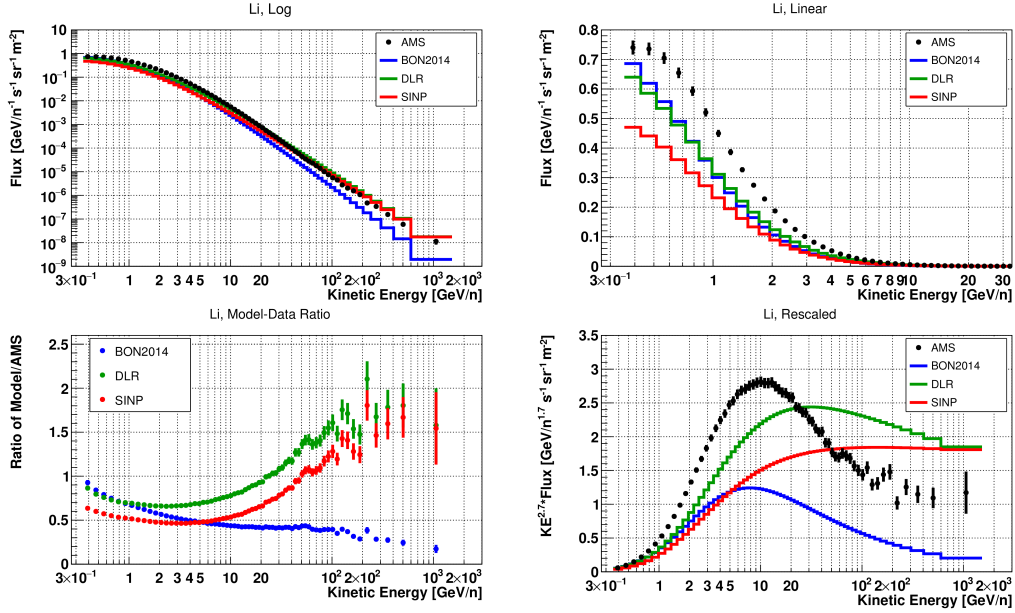 Li, Log
Flux [GeV/n⁻¹ s⁻¹ sr⁻¹ m⁻²]
10
1
10⁻¹
10⁻²
10⁻³
10⁻⁴
10⁻⁵
10⁻⁶
10⁻⁷
10⁻⁸
10⁻⁹
AMS
BON2014
DLR
SINP
3×10⁻¹ 1 2 3 4 5 10 20 10² 2×10² 10³ 2×10³
Kinetic Energy [GeV/n]
Li, Linear
Flux [GeV/n⁻¹ s⁻¹ sr⁻¹ m⁻²]
0.8
0.7
0.6
0.5
0.4
0.3
0.2
0.1
0
AMS
BON2014
DLR
SINP
3×10⁻¹ 1 2 3 4 5 6 7 8 910 20 30
Kinetic Energy [GeV/n]
Li, Model-Data Ratio
Ratio of Model/AMS
2.5
2
1.5
1
0.5
0
BON2014
DLR
SINP
3×10⁻¹ 1 2 3 4 5 10 20 10² 2×10² 10³ 2×10³
Kinetic Energy [GeV/n]
Li, Rescaled
KE²·⁷*Flux [GeV/n¹·⁷ s⁻¹ sr⁻¹ m⁻²]
3.5
3
2.5
2
1.5
1
0.5
0
AMS
BON2014
DLR
SINP
3×10⁻¹ 1 2 3 4 5 10 20 10² 2×10² 10³ 2×10³
Kinetic Energy [GeV/n]